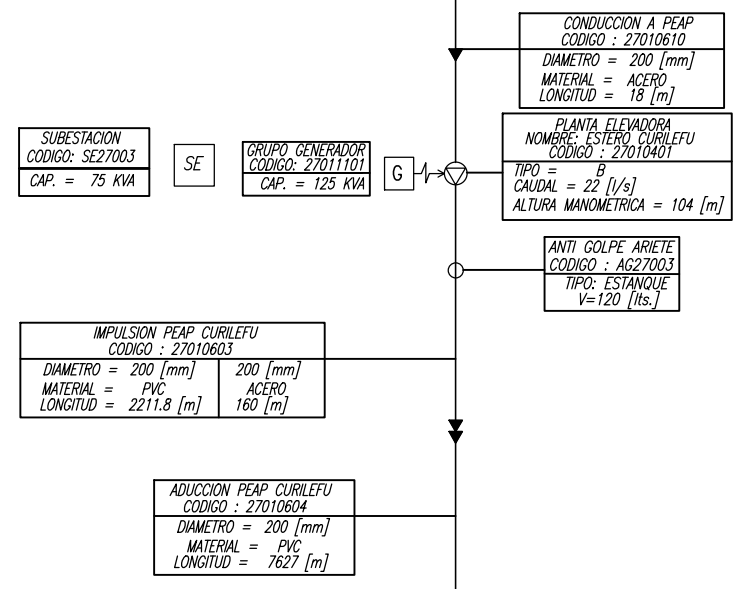 CONDUCCION A PEAP
CODIGO : 27010610
DIAMETRO = 200 [mm]
MATERIAL = ACERO
LONGITUD = 18 [m]
PLANTA ELEVADORA
NOMBRE: ESTERO CURILEFU
CODIGO : 27010401
TIPO = B
CAUDAL = 22 [l/s]
ALTURA MANOMETRICA = 104 [m]
SUBESTACION
CODIGO: SE27003
CAP. = 75 KVA
SE
GRUPO GENERADOR
CODIGO: 27011101
CAP. = 125 KVA
G
ANTI GOLPE ARIETE
CODIGO : AG27003
TIPO: ESTANQUE
V=120 [lts.]
IMPULSION PEAP CURILEFU
CODIGO : 27010603
DIAMETRO = 200 [mm] 200 [mm]
MATERIAL = PVC ACERO
LONGITUD = 2211.8 [m] 160 [m]
ADUCCION PEAP CURILEFU
CODIGO : 27010604
DIAMETRO = 200 [mm]
MATERIAL = PVC
LONGITUD = 7627 [m]